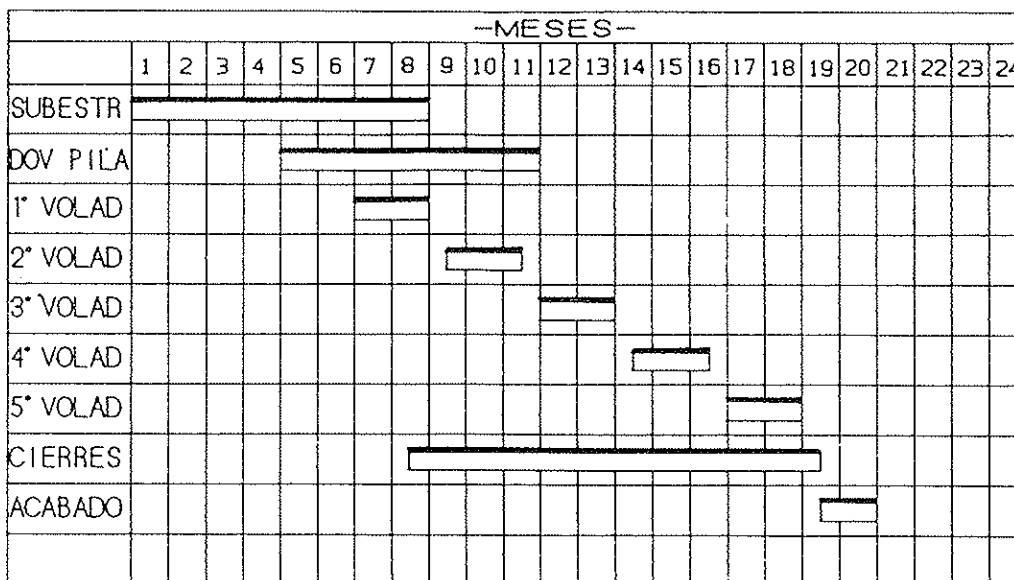 -MESES-
1 2 3 4 5 6 7 8 9 10 11 12 13 14 15 16 17 18 19 20 21 22 23 24
SUBESTR
DOV PILA
1° VOLAD
2° VOLAD
3° VOLAD
4° VOLAD
5° VOLAD
CIERRES
ACABADO